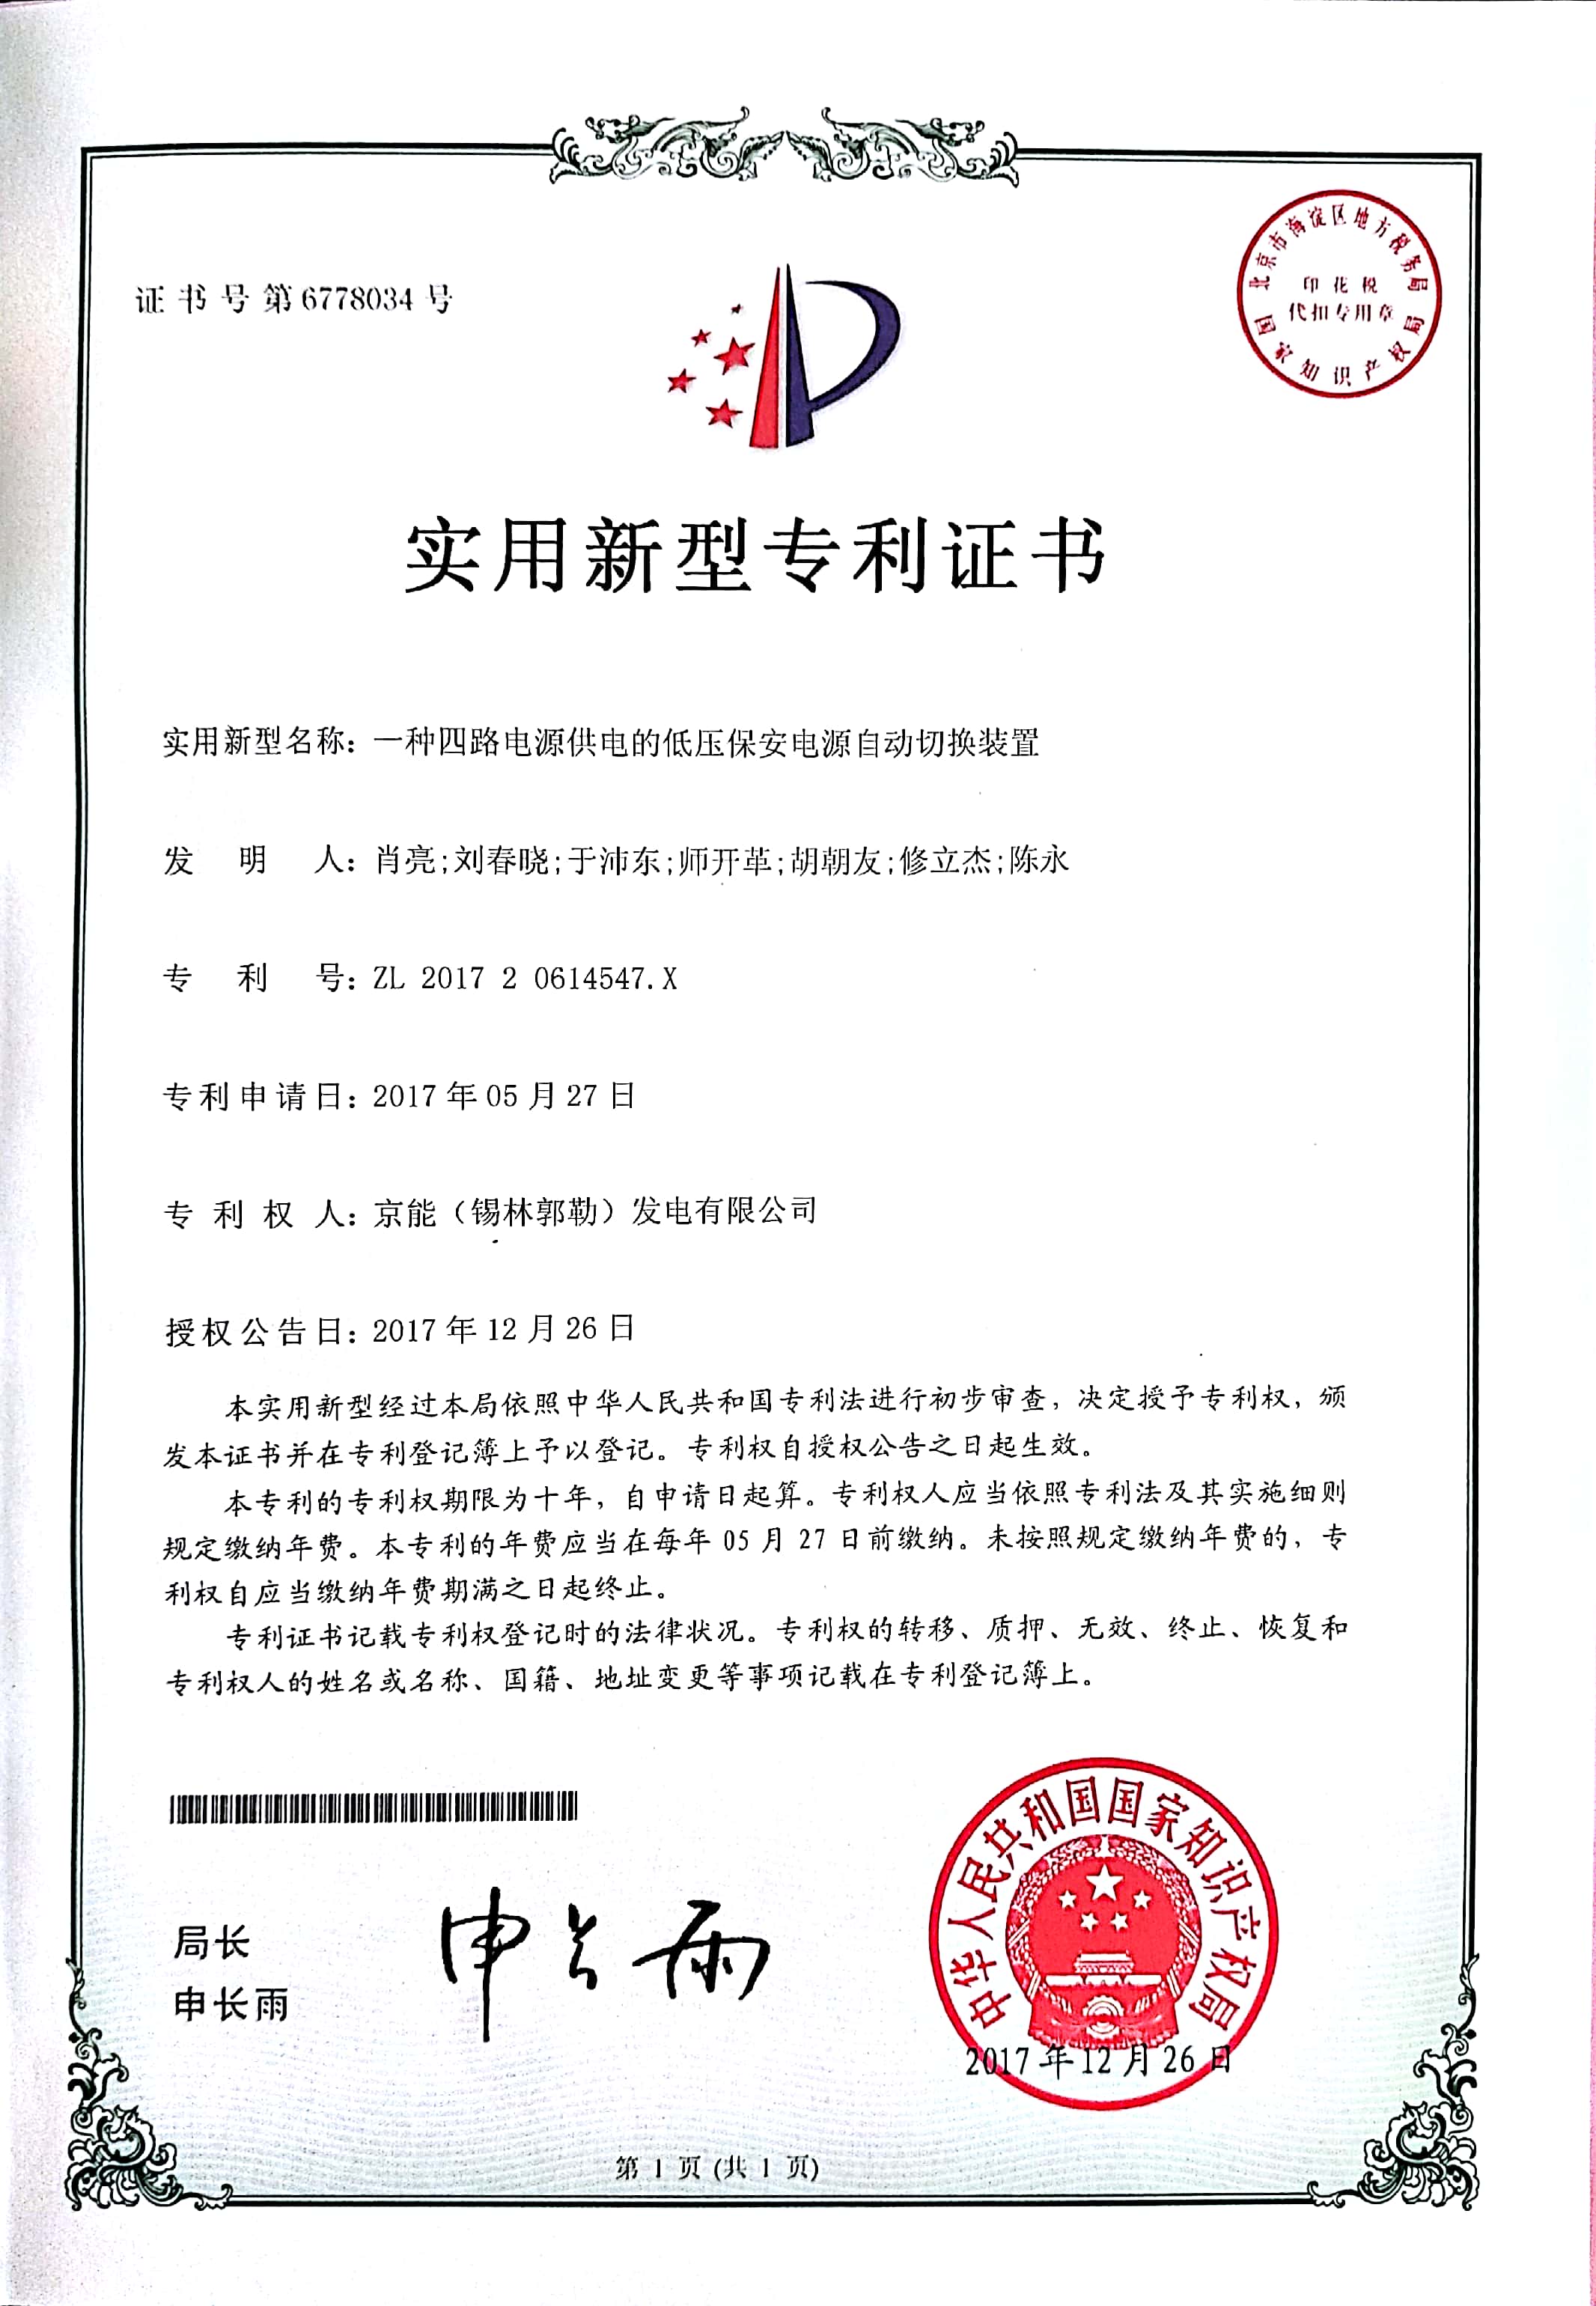 证书号第6778034号
北京市海淀区地方税务局
印花税
代扣专用章
国家知识产权局
实用新型专利证书
实用新型名称：一种四路电源供电的低压保安电源自动切换装置
发明人：肖亮;刘春晓;于沛东;师开革;胡朝友;修立杰;陈永
专利号：ZL 2017 2 0614547.X
专利申请日：2017年05月27日
专利权人：京能（锡林郭勒）发电有限公司
授权公告日：2017年12月26日
本实用新型经过本局依照中华人民共和国专利法进行初步审查，决定授予专利权，颁
发本证书并在专利登记簿上予以登记。专利权自授权公告之日起生效。
本专利的专利权期限为十年，自申请日起算。专利权人应当依照专利法及其实施细则
规定缴纳年费。本专利的年费应当在每年05月27日前缴纳。未按照规定缴纳年费的，专
利权自应当缴纳年费期满之日起终止。
专利证书记载专利权登记时的法律状况。专利权的转移、质押、无效、终止、恢复和
专利权人的姓名或名称、国籍、地址变更等事项记载在专利登记簿上。
局长
申长雨
申长雨
中华人民共和国国家知识产权局
2017年12月26日
第1页(共1页)